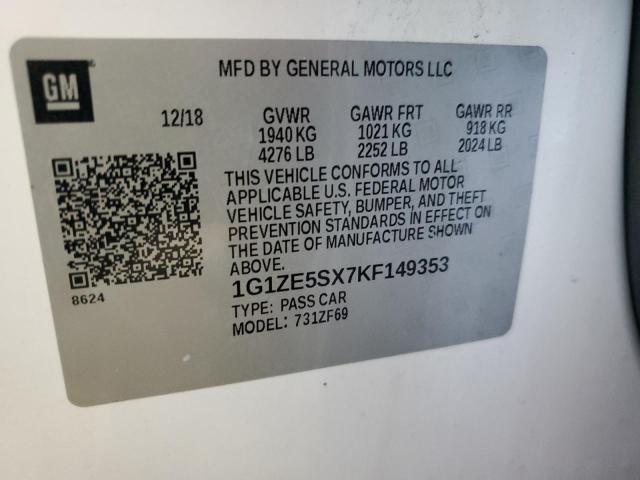 GM
MFD BY GENERAL MOTORS LLC
12/18 GVWR GAWR FRT GAWR RR
1940 KG 1021 KG 918 KG
4276 LB 2252 LB 2024 LB
THIS VEHICLE CONFORMS TO ALL
APPLICABLE U.S. FEDERAL MOTOR
VEHICLE SAFETY, BUMPER, AND THEFT
PREVENTION STANDARDS IN EFFECT ON
THE DATE OF MANUFACTURE SHOWN
ABOVE.
1G1ZE5SX7KF149353
8624
TYPE: PASS CAR
MODEL: 731ZF69